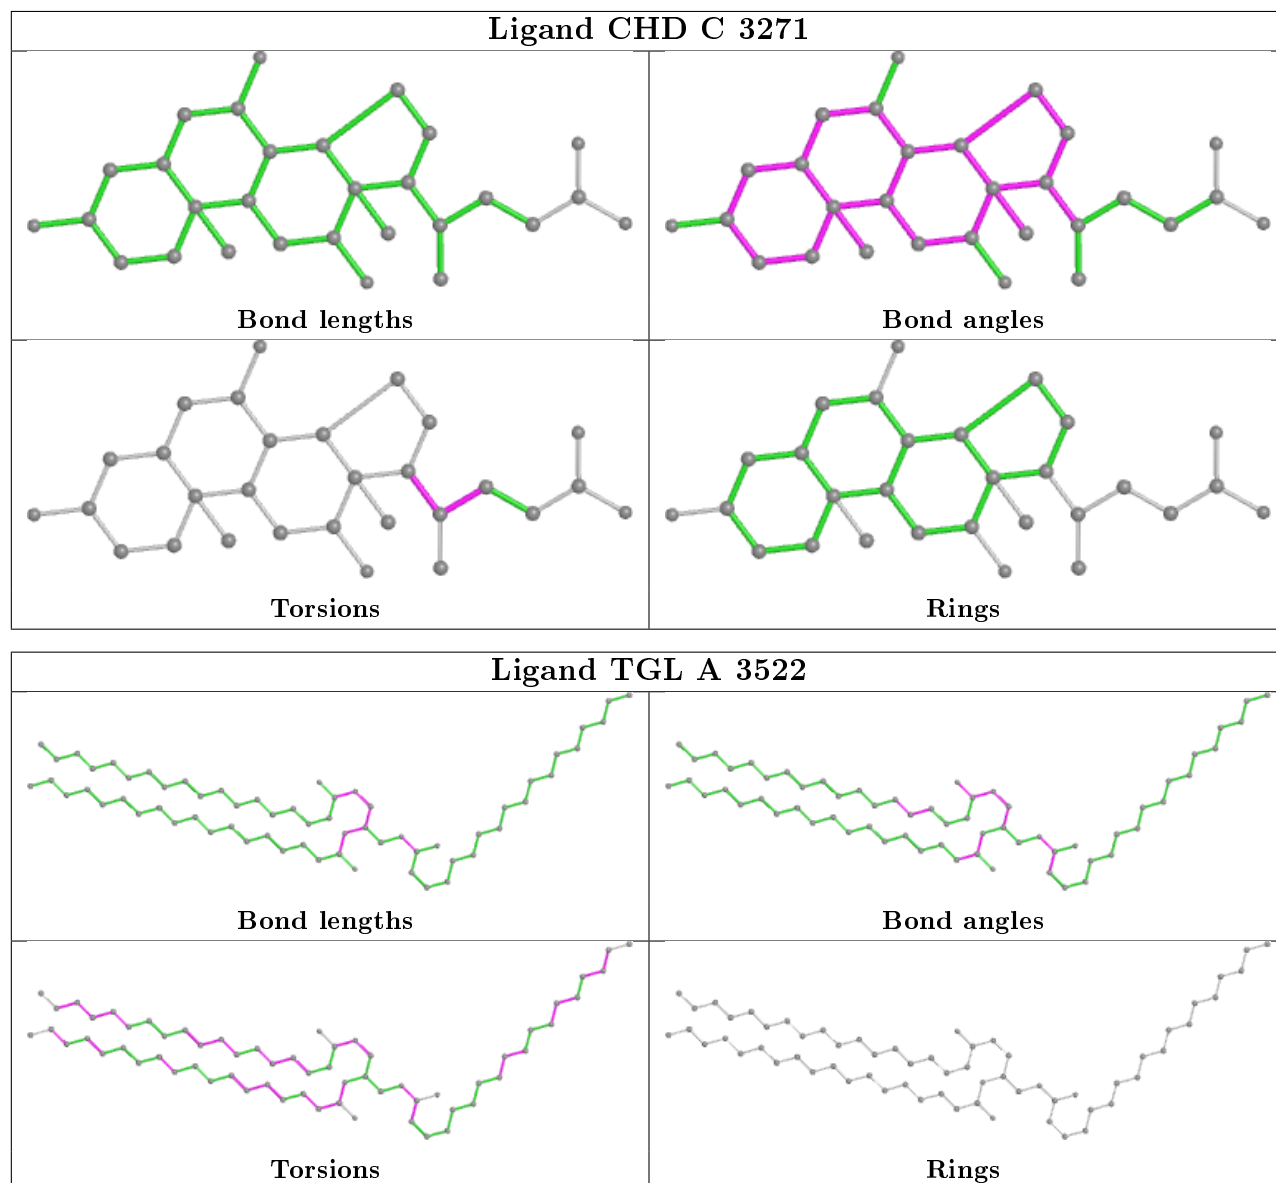 Ligand CHD C 3271
Bond lengths
Bond angles
Torsions
Rings
Ligand TGL A 3522
Bond lengths
Bond angles
Torsions
Rings